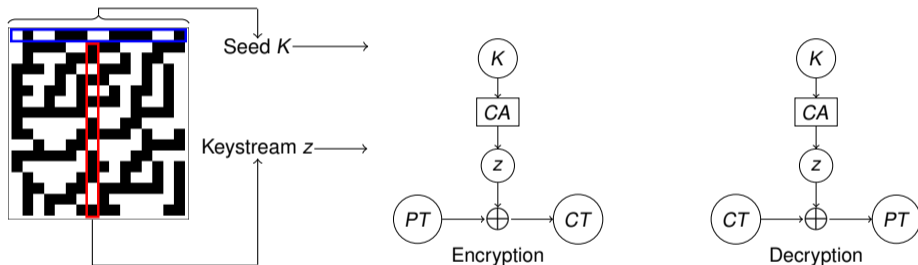 Seed K
Keystream z
K
CA
z
PT
CT
Encryption
K
CA
z
CT
PT
Decryption